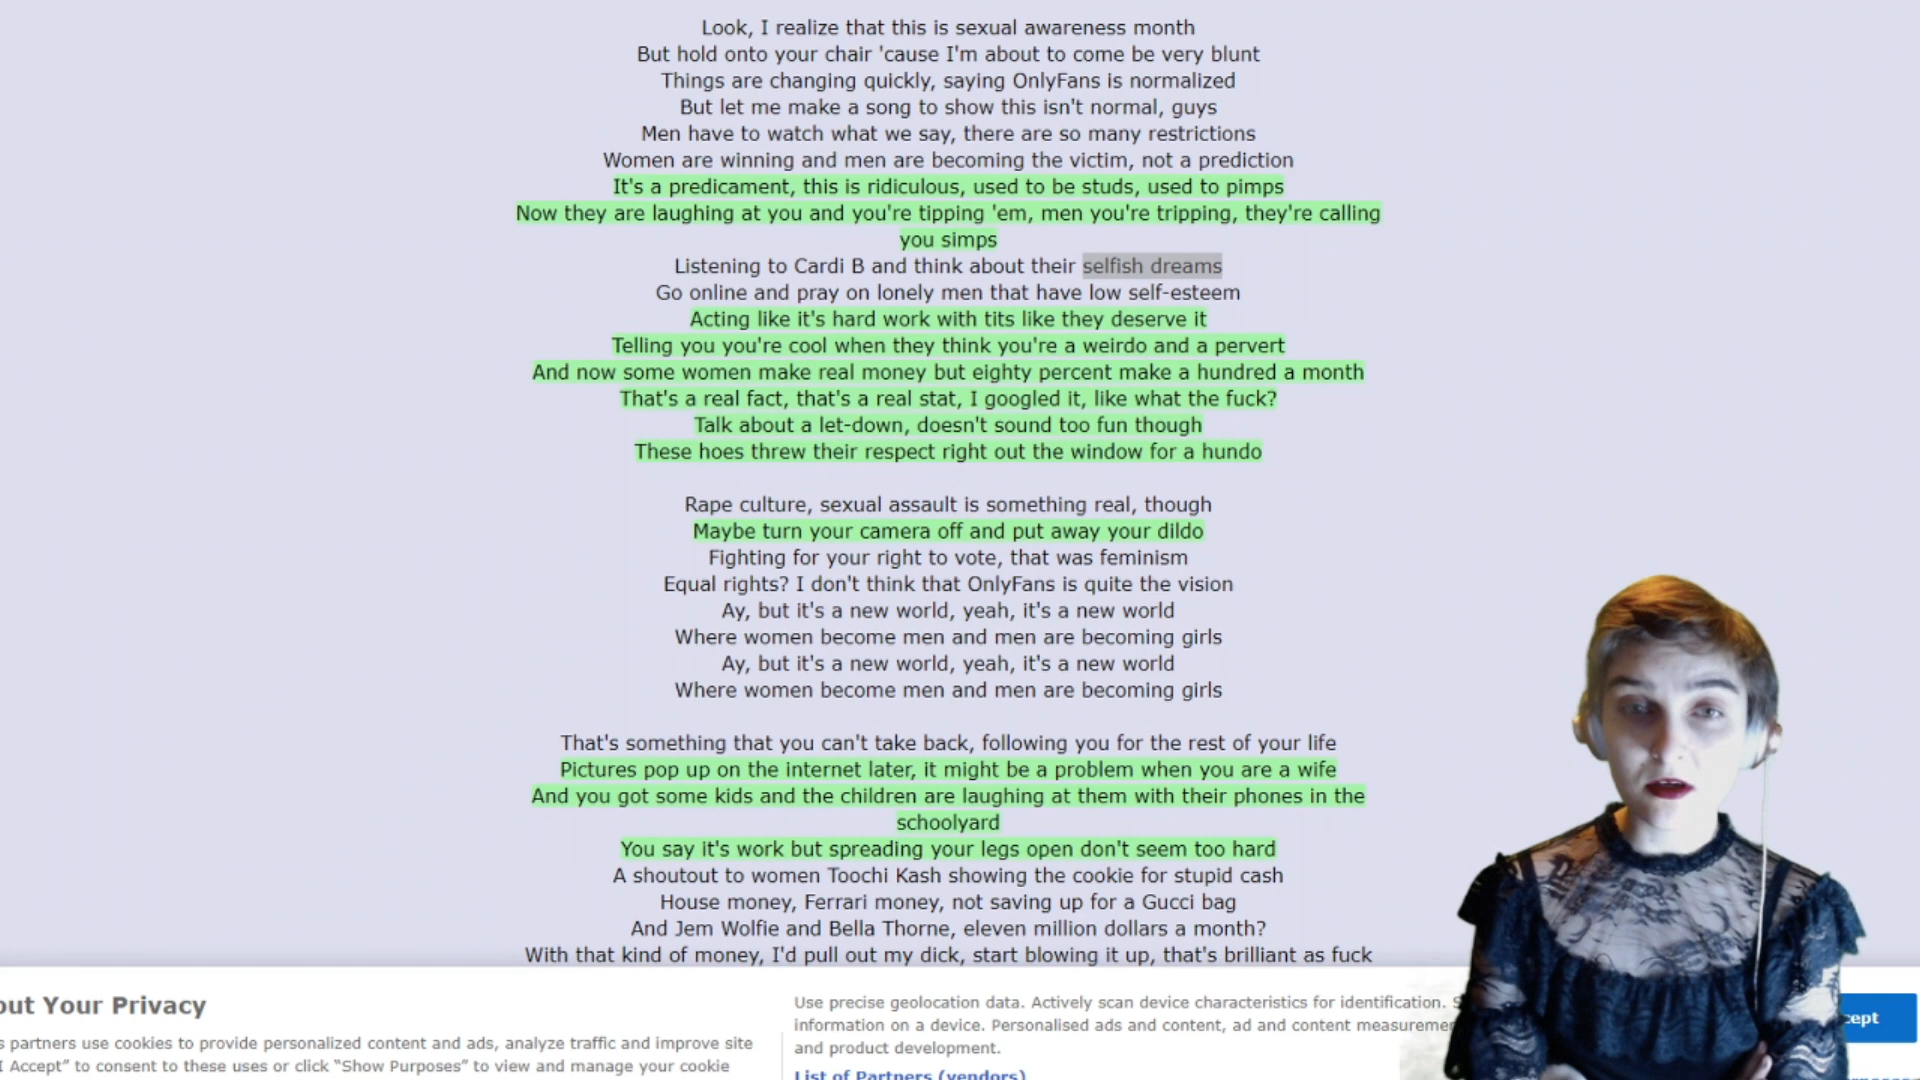 Look, I realize that this is sexual awareness month
But hold onto your chair 'cause I'm about to come be very blunt
Things are changing quickly, saying OnlyFans is normalized
But let me make a song to show this isn't normal, guys
Men have to watch what we say, there are so many restrictions
Women are winning and men are becoming the victim, not a prediction
It's a predicament, this is ridiculous, used to be studs, used to pimps
Now they are laughing at you and you're tipping 'em, men you're tripping, they're calling
you simps
Listening to Cardi B and think about their selfish dreams
Go online and pray on lonely men that have low self-esteem
Acting like it's hard work with tits like they deserve it
Telling you you're cool when they think you're a weirdo and a pervert
And now some women make real money but eighty percent make a hundred a month
That's a real fact, that's a real stat, I googled it, like what the fuck?
Talk about a let-down, doesn't sound too fun though
These hoes threw their respect right out the window for a hundo
Rape culture, sexual assault is something real, though
Maybe turn your camera off and put away your dildo
Fighting for your right to vote, that was feminism
Equal rights? I don't think that OnlyFans is quite the vision
Ay, but it's a new world, yeah, it's a new world
Where women become men and men are becoming girls
Ay, but it's a new world, yeah, it's a new world
Where women become men and men are becoming girls
That's something that you can't take back, following you for the rest of your life
Pictures pop up on the internet later, it might be a problem when you are a wife
And you got some kids and the children are laughing at them with their phones in the
schoolyard
You say it's work but spreading your legs open don't seem too hard
A shoutout to women Toochi Kash showing the cookie for stupid cash
House money, Ferrari money, not saving up for a Gucci bag
And Jem Wolfie and Bella Thorne, eleven million dollars a month?
With that kind of money, I'd pull out my dick, start blowing it up, that's brilliant as fuck
out Your Privacy
s partners use cookies to provide personalized content and ads, analyze traffic and improve site
I Accept” to consent to these uses or click “Show Purposes” to view and manage your cookie
Use precise geolocation data. Actively scan device characteristics for identification. S
information on a device. Personalised ads and content, ad and content measuremen
and product development.
List of Partners (vendors)
cept